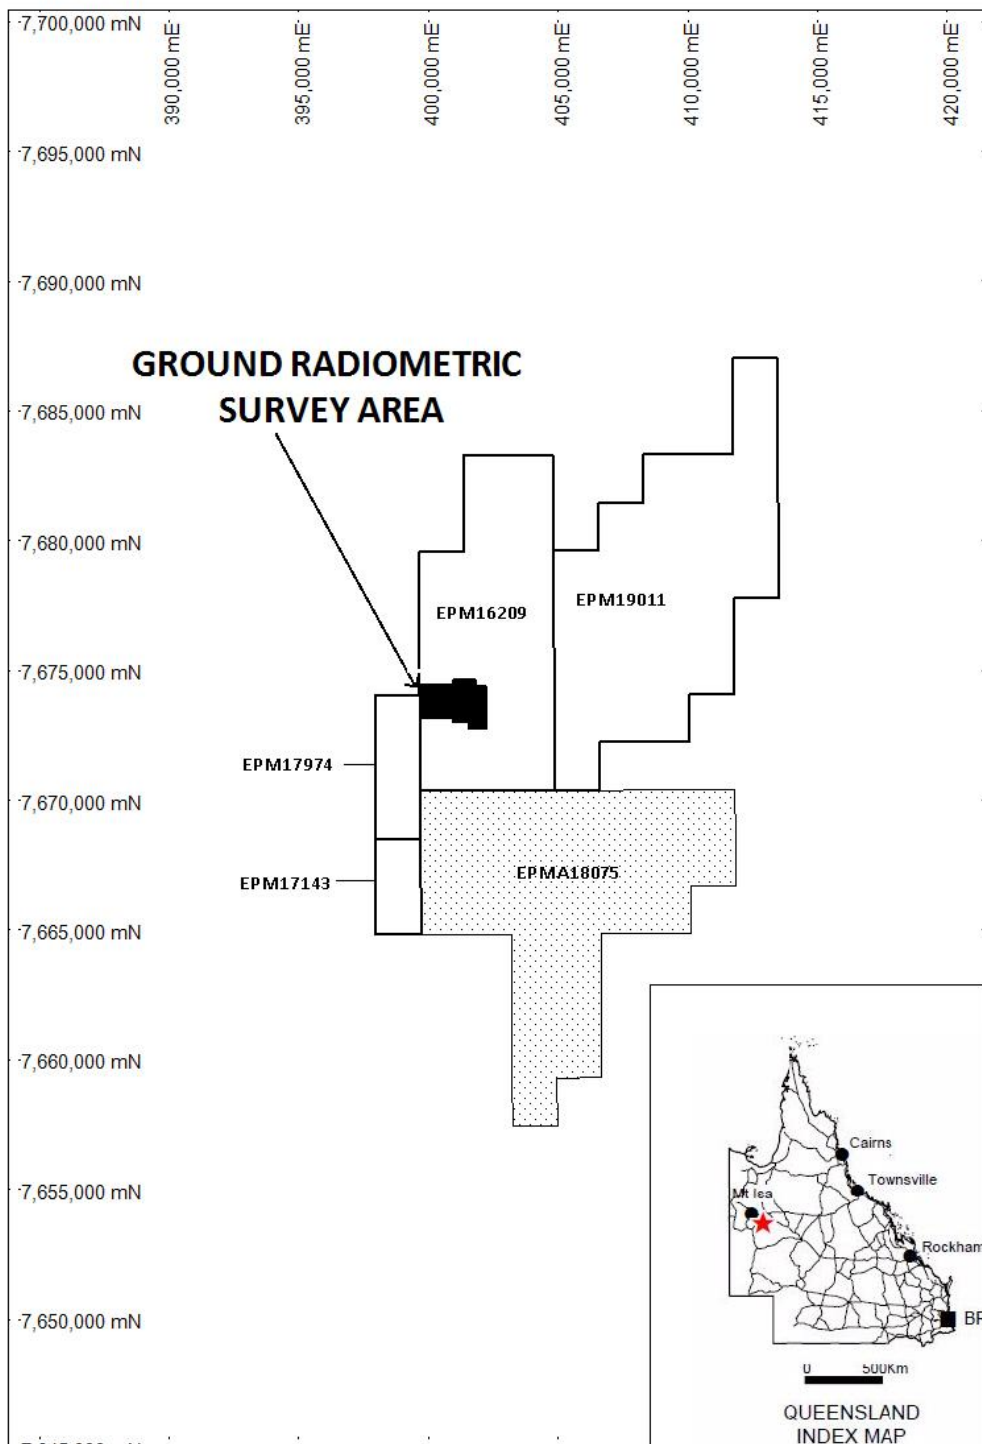 7,700,000 mN
390,000 mE
395,000 mE
400,000 mE
405,000 mE
410,000 mE
415,000 mE
420,000 mE
7,695,000 mN
7,690,000 mN
GROUND RADIOMETRIC
SURVEY AREA
7,685,000 mN
7,680,000 mN
EPM16209
EPM19011
7,675,000 mN
EPM17974
7,670,000 mN
EPM17143
EPMA18075
7,665,000 mN
7,660,000 mN
7,655,000 mN
7,650,000 mN
Cairns
Townsville
Mt Isa
Rockham
BR
0 500Km
QUEENSLAND
INDEX MAP